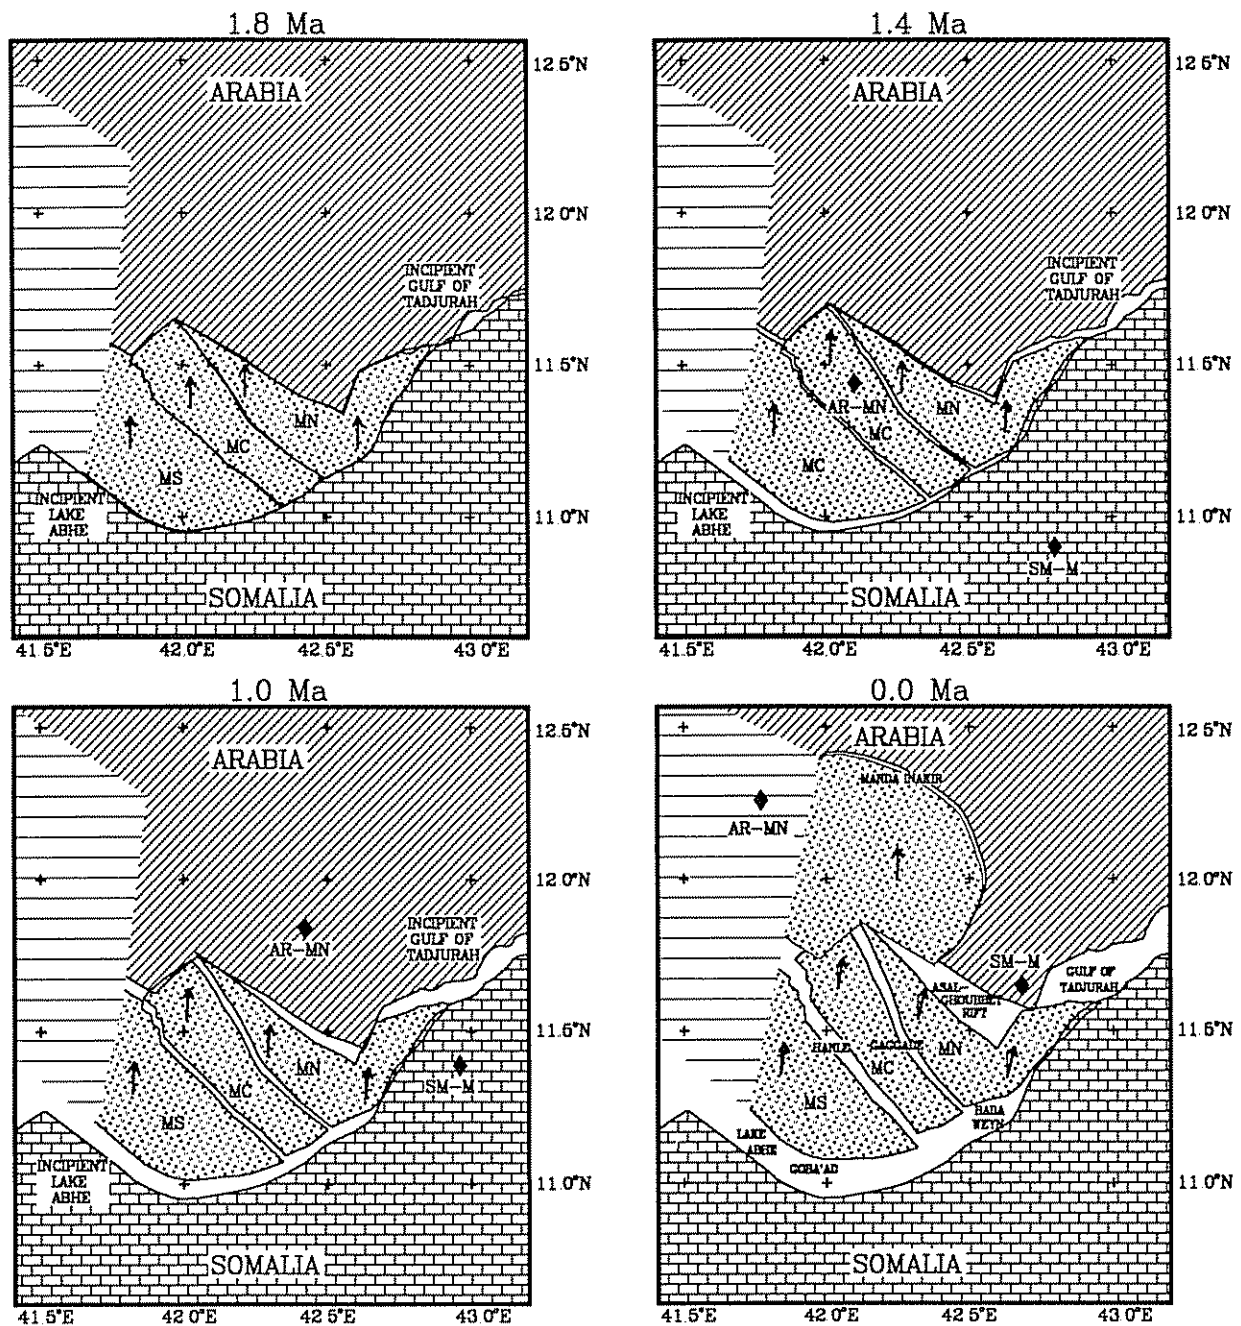 1.8 Ma
ARABIA
INCIPIENT
GULF OF
TADJURAH
MN
MC
MS
INCIPIENT
LAKE
ABHE
SOMALIA
12 5°N
12 0°N
11 5°N
11 0°N
41 5°E
42 0°E
42 5°E
43 0°E
1.4 Ma
ARABIA
INCIPIENT
GULF OF
TADJURAH
AR-MN
MN
MC
MC
INCIPIENT
LAKE
ABHE
SM-M
SOMALIA
12 5°N
12 0°N
11 5°N
11 0°N
41 5°E
42 0°E
42 5°E
43 0°E
1.0 Ma
ARABIA
INCIPIENT
GULF OF
TADJURAH
AR-MN
MN
SM-M
MC
MS
INCIPIENT
LAKE
ABHE
SOMALIA
12 5°N
12 0°N
11 5°N
11 0°N
41 5°E
42 0°E
42 5°E
43 0°E
0.0 Ma
ARABIA
MANDA INAKIR
AR-MN
SM-M
GULF OF
TADJURAH
ASAL-
GHOUBBET
RIFT
HANLE
GAGGADE
MN
MC
MS
BADA
WEYN
LAKE
ABHE
GOBA'AD
SOMALIA
12 5°N
12 0°N
11 5°N
11 0°N
41 5°E
42 0°E
42 5°E
43 0°E